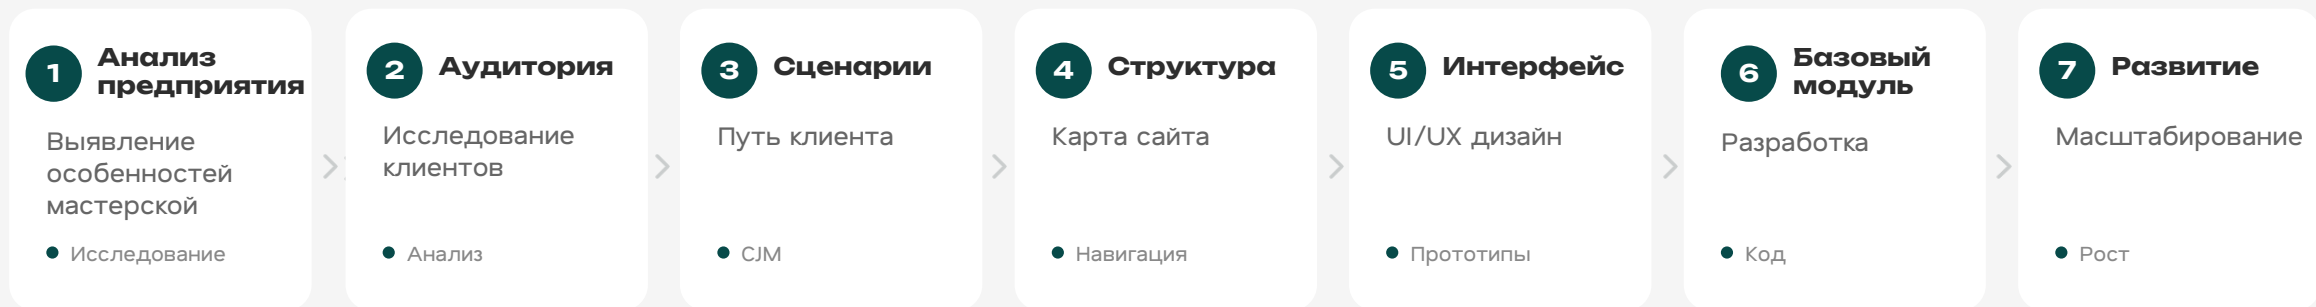 1
Анализ
предприятия
Выявление
особенностей
мастерской
Исследование
2
Аудитория
Исследование
клиентов
Анализ
3
Сценарии
Путь клиента
CJM
4
Структура
Карта сайта
Навигация
5
Интерфейс
UI/UX дизайн
Прототипы
6
Базовый
модуль
Разработка
Код
7
Развитие
Масштабирование
Рост